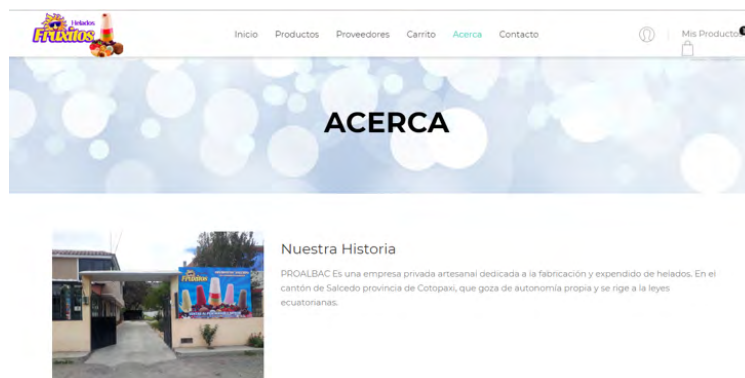 Helados
FRUXITOS
Inicio Productos Proveedores Carrito Acerca Contacto Mis Productos
ACERCA
Nuestra Historia
PROALBAC Es una empresa privada artesanal dedicada a la fabricación y expendido de helados. En el
cantón de Salcedo provincia de Cotopaxi, que goza de autonomía propia y se rige a la leyes
ecuatorianas.